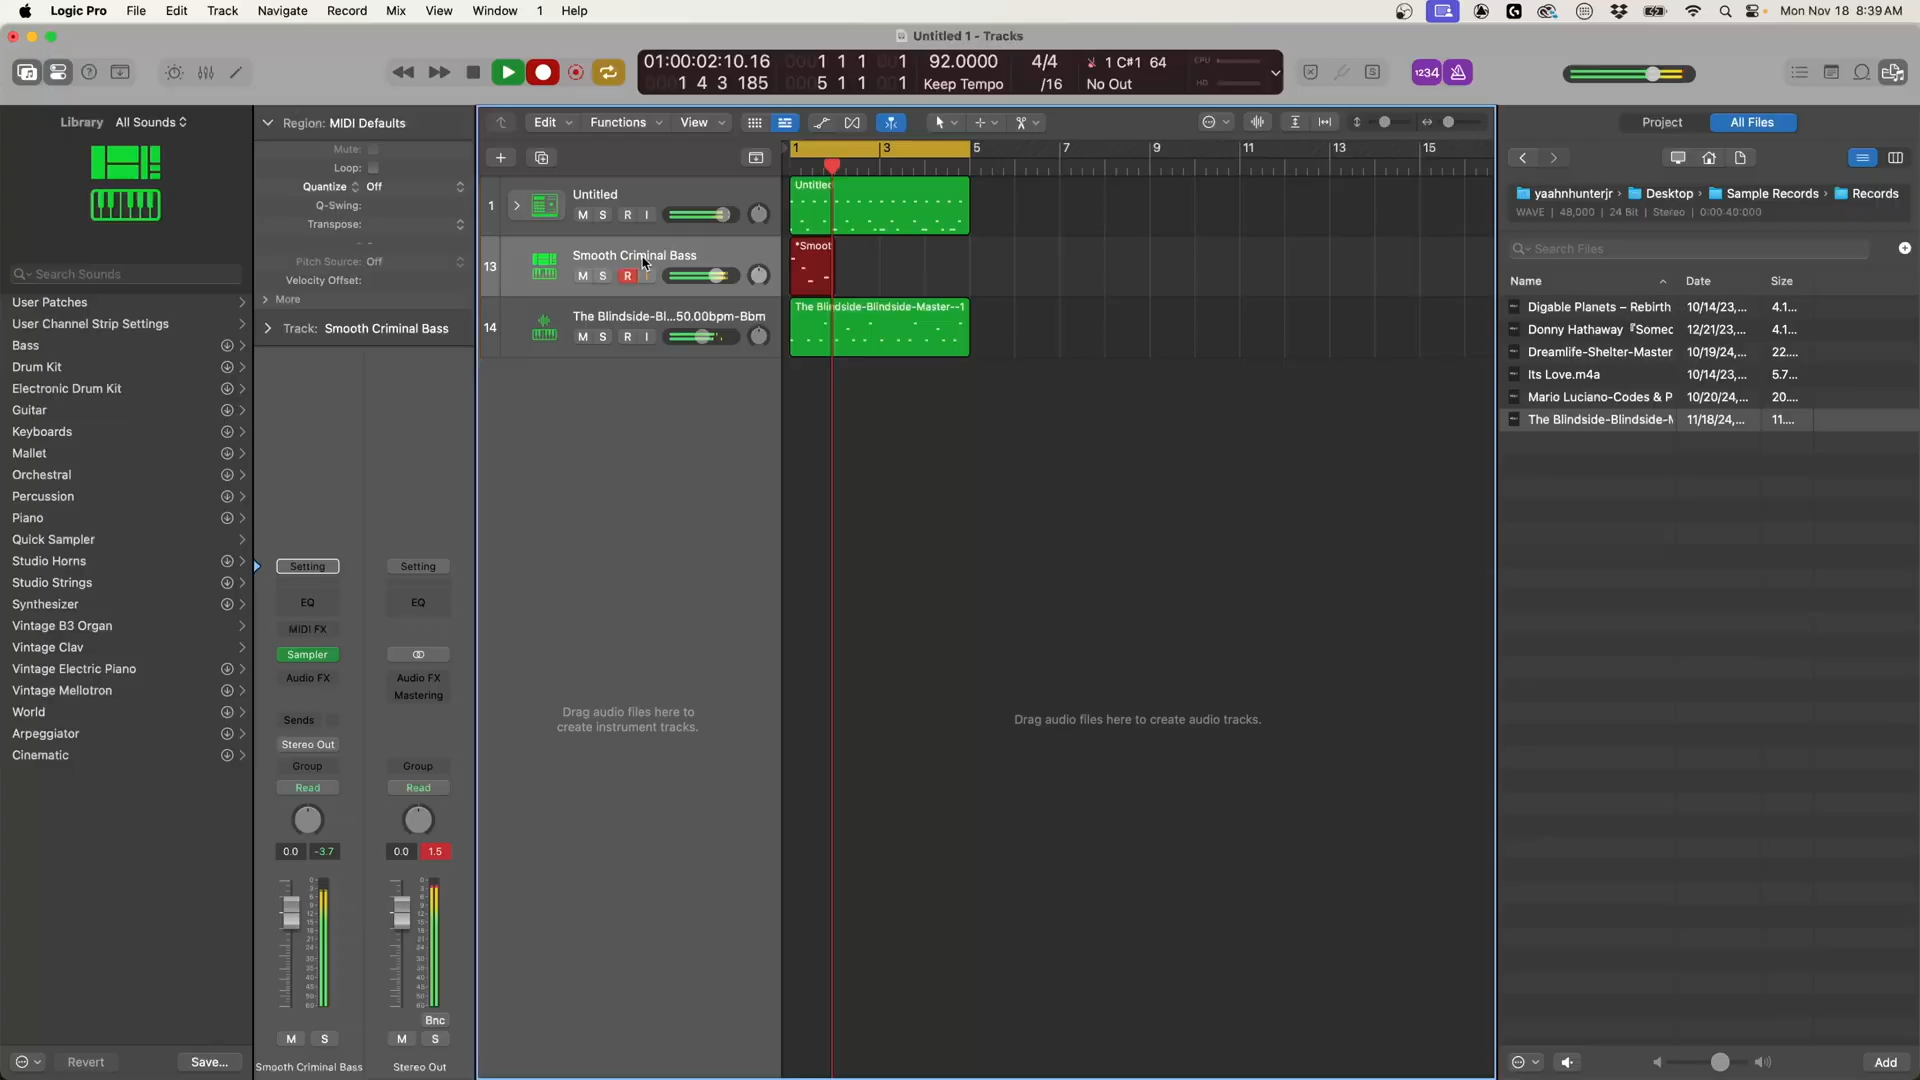 Logic Pro File Edit Track Navigate Record Mix View Window 1 Help Mon Nov 18 8:39 AM
Untitled 1 - Tracks
01:00:02:10.16 1 1 1 1 92.0000 4/4 1 C#1 64 CPU
1 4 3 185 5 1 1 1 Keep Tempo /16 No Out HD
1234
Library All Sounds
Search Sounds
User Patches
User Channel Strip Settings
Bass
Drum Kit
Electronic Drum Kit
Guitar
Keyboards
Mallet
Orchestral
Percussion
Piano
Quick Sampler
Studio Horns
Studio Strings
Synthesizer
Vintage B3 Organ
Vintage Clav
Vintage Electric Piano
Vintage Mellotron
World
Arpeggiator
Cinematic
Revert Save...
Region: MIDI Defaults
Mute:
Loop:
Quantize Off
Q-Swing:
Transpose:
Pitch Source: Off
Velocity Offset:
More
Track: Smooth Criminal Bass
Setting Setting
EQ EQ
MIDI FX
Sampler
Audio FX Audio FX
Mastering
Sends
Stereo Out
Group Group
Read Read
0.0 -3.7 0.0 1.5
Bnc
M S M S
Smooth Criminal Bass Stereo Out
Edit Functions View
1 3 5 7 9 11 13 15
1 Untitled
M S R I
Untitled
13 Smooth Criminal Bass
M S R I
*Smoot
14 The Blindside-Bl...50.00bpm-Bbm
M S R I
The Blindside-Blindside-Master--1
Drag audio files here to
create instrument tracks.
Drag audio files here to create audio tracks.
Project All Files
yaahnhunterjr › Desktop › Sample Records › Records
WAVE | 48,000 | 24 Bit | Stereo | 0:00:40:000
Search Files
Name Date Size
Digable Planets – Rebirth 10/14/23,... 4.1...
Donny Hathaway『Someo 12/21/23,... 4.1...
Dreamlife-Shelter-Master 10/19/24,... 22....
Its Love.m4a 10/14/23,... 5.7...
Mario Luciano-Codes & P 10/20/24,... 20....
The Blindside-Blindside-M 11/18/24,... 11....
Add